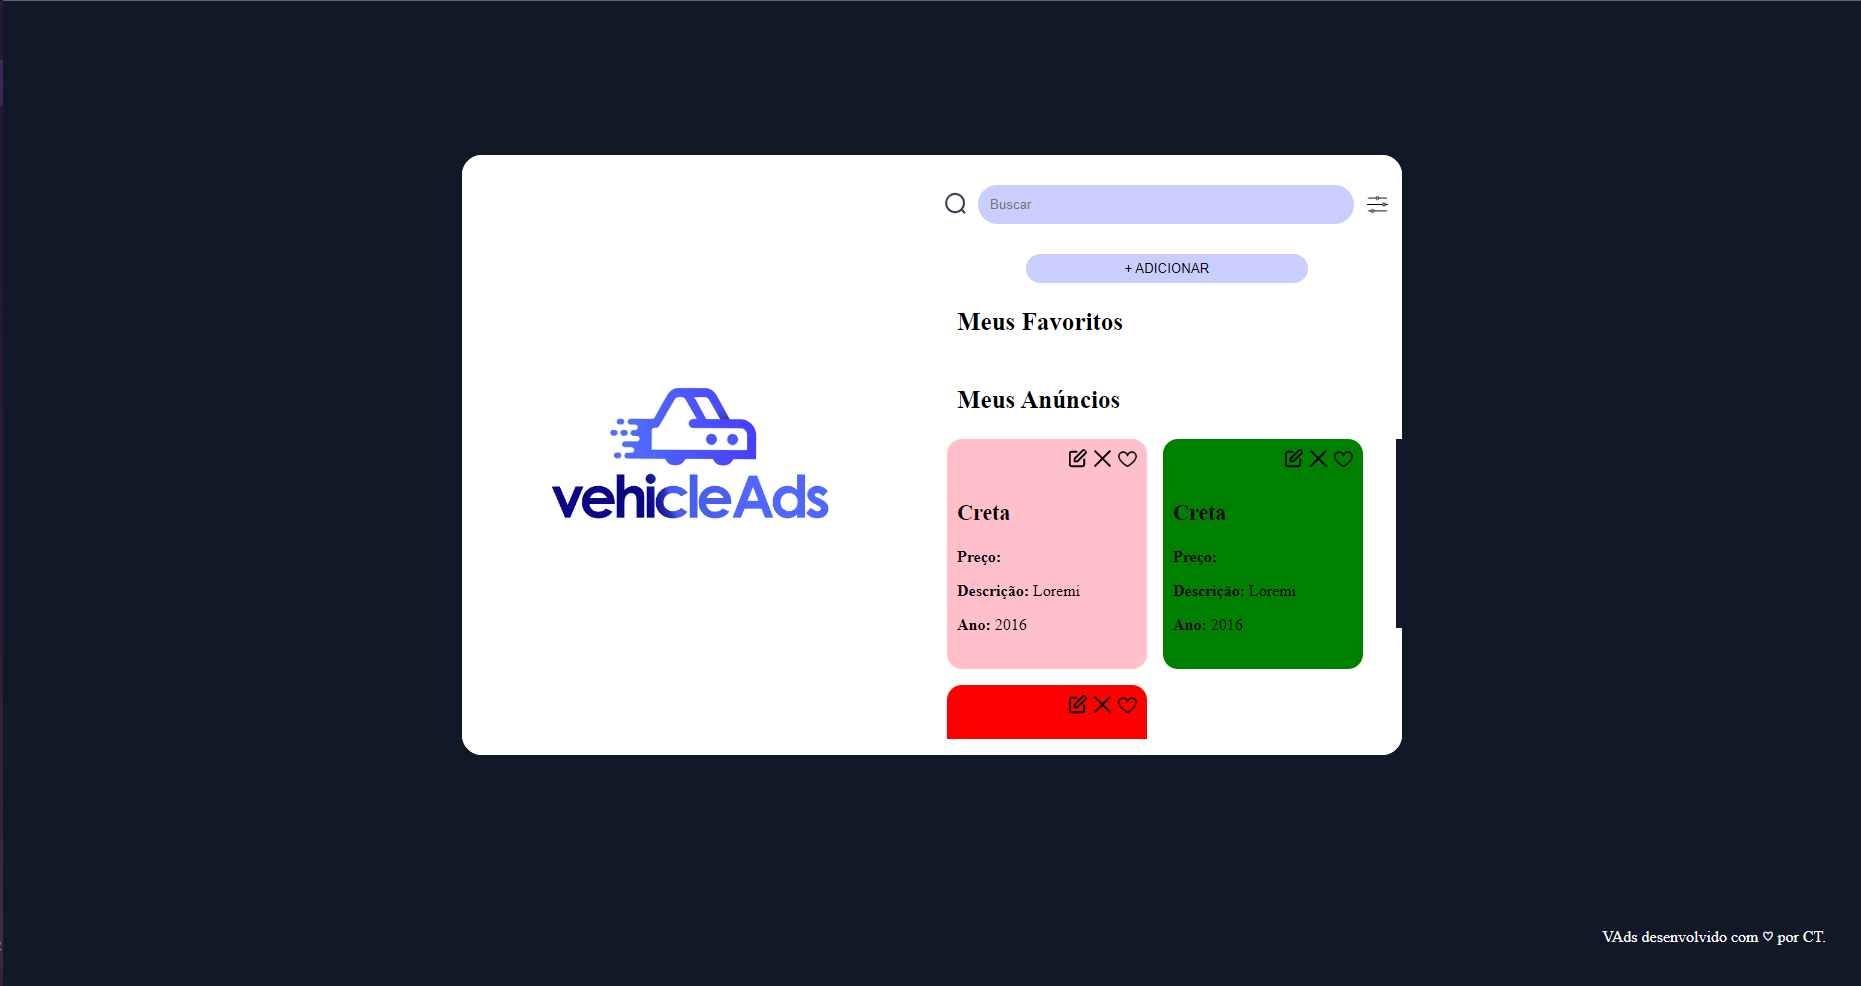 Buscar
+ ADICIONAR
Meus Favoritos
Meus Anúncios
vehicleAds
Creta
Preço:
Descrição: Loremi
Ano: 2016
Creta
Preço:
Descrição: Loremi
Ano: 2016
VAds desenvolvido com ♡ por CT.